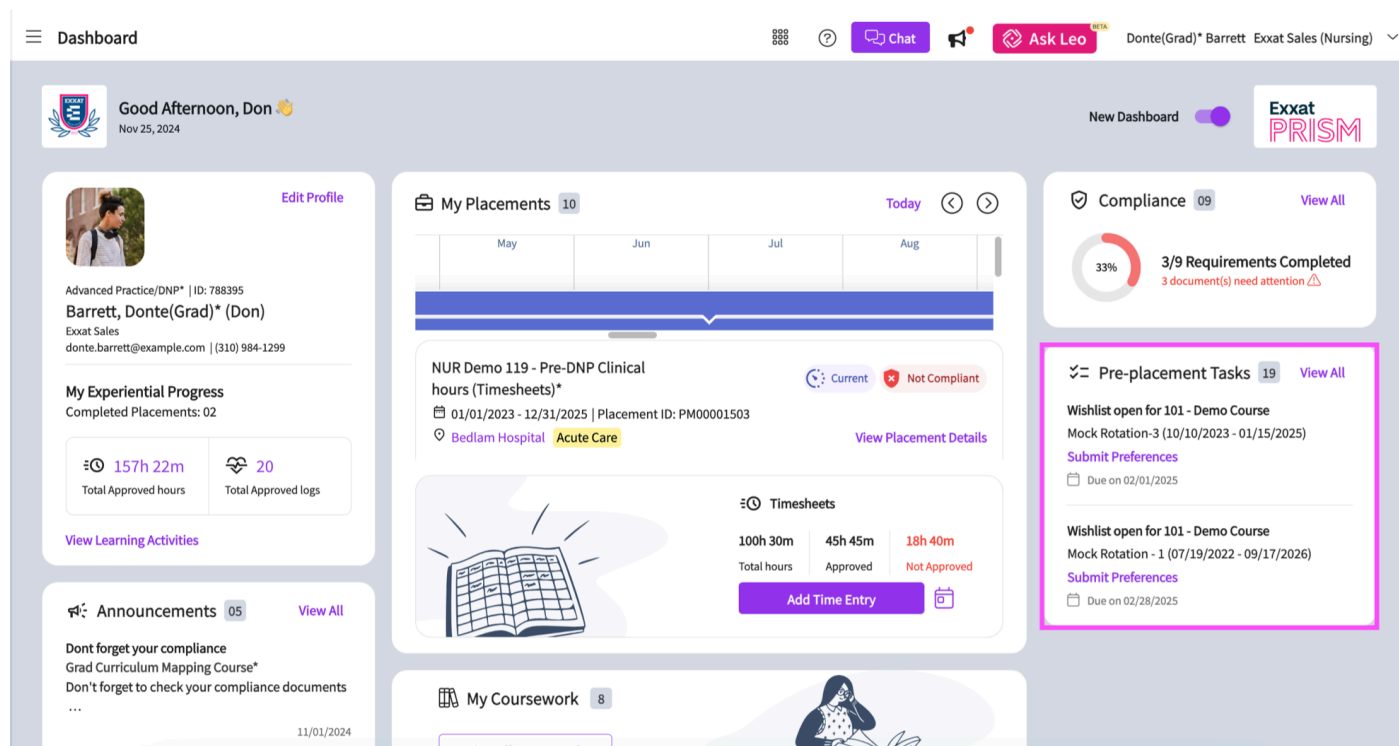 Dashboard
Chat
Ask Leo
BETA
Donte(Grad)* Barrett Exxat Sales (Nursing)
EXXAT
Good Afternoon, Don 👋
Nov 25, 2024
New Dashboard
Exxat
PRISM
Edit Profile
Advanced Practice/DNP* | ID: 788395
Barrett, Donte(Grad)* (Don)
Exxat Sales
donte.barrett@example.com | (310) 984-1299
My Experiential Progress
Completed Placements: 02
157h 22m
Total Approved hours
20
Total Approved logs
View Learning Activities
Announcements 05
View All
Dont forget your compliance
Grad Curriculum Mapping Course*
Don't forget to check your compliance documents
...
11/01/2024
My Placements 10
Today
May Jun Jul Aug
NUR Demo 119 - Pre-DNP Clinical
hours (Timesheets)*
Current
Not Compliant
01/01/2023 - 12/31/2025 | Placement ID: PM00001503
Bedlam Hospital Acute Care
View Placement Details
Timesheets
100h 30m 45h 45m 18h 40m
Total hours Approved Not Approved
Add Time Entry
My Coursework 8
Compliance 09
View All
33%
3/9 Requirements Completed
3 document(s) need attention
Pre-placement Tasks 19
View All
Wishlist open for 101 - Demo Course
Mock Rotation-3 (10/10/2023 - 01/15/2025)
Submit Preferences
Due on 02/01/2025
Wishlist open for 101 - Demo Course
Mock Rotation - 1 (07/19/2022 - 09/17/2026)
Submit Preferences
Due on 02/28/2025